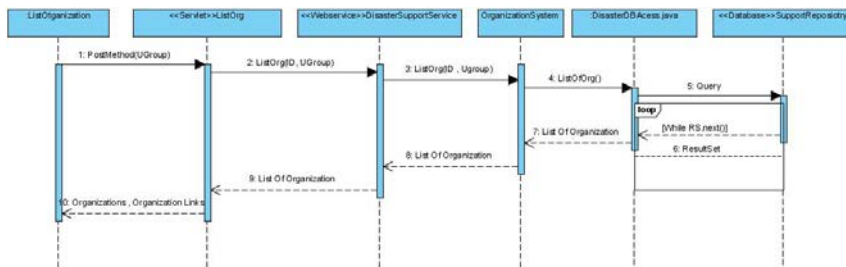 ListOtganization
<<Servlet>>ListOrg
<<Webservice>>DisasterSupportService
OrganizationSystem
DisasterDBAcess.java
<<Database>>SupportReposiotry
1: PostMethod(UGroup)
2: ListOrg(ID, UGroup)
3: ListOrg(ID , Ugroup)
4: ListOfOrg()
5: Query
loop
[While RS.next()]
6: ResultSet
7: List Of Organization
8: List Of Organization
9: List Of Organization
10: Organizations , Organization Links